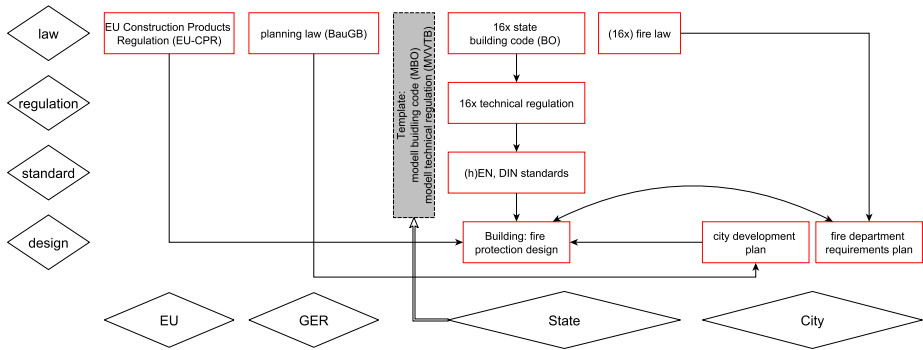 law
EU Construction Products
Regulation (EU-CPR)
planning law (BauGB)
Template:
modell buidling code (MBO)
modell technical regulation (MVVTB)
16x state
building code (BO)
(16x) fire law
regulation
16x technical regulation
standard
(h)EN, DIN standards
design
Building: fire
protection design
city development
plan
fire department
requirements plan
EU
GER
State
City